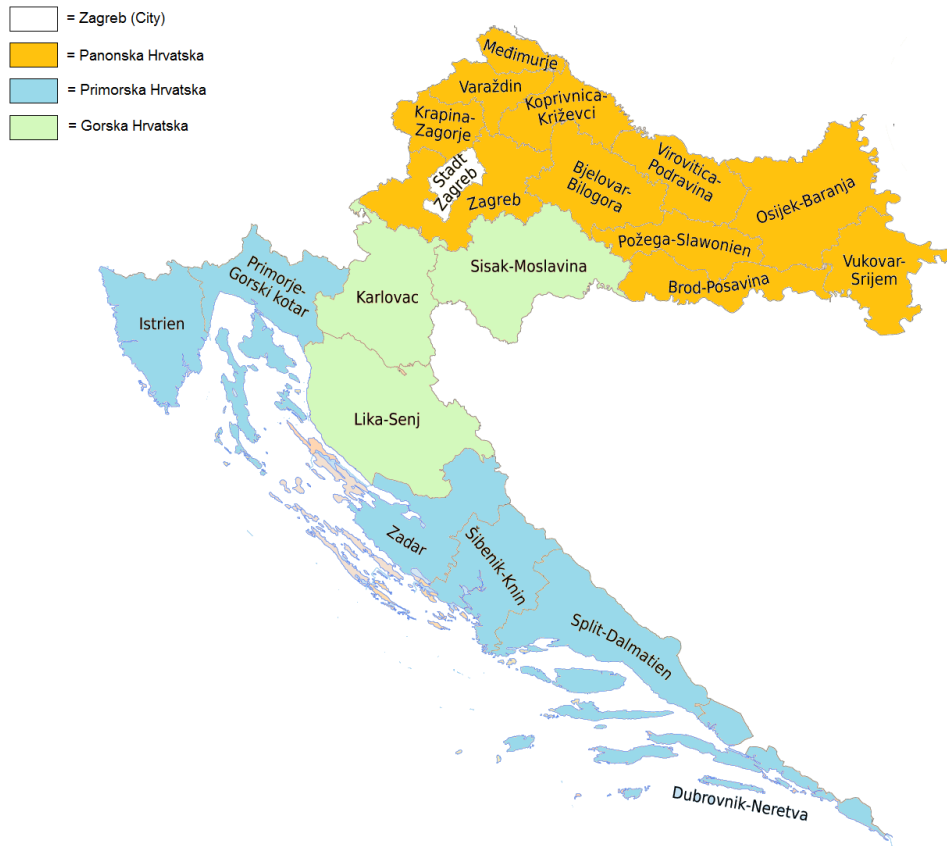 = Zagreb (City)
= Panonska Hrvatska
= Primorska Hrvatska
= Gorska Hrvatska
Međimurje
Varaždin
Koprivnica-
Križevci
Krapina-
Zagorje
Stadt
Zagreb
Zagreb
Bjelovar-
Bilogora
Virovitica-
Podravina
Osijek-Baranja
Požega-Slawonien
Brod-Posavina
Vukovar-
Srijem
Sisak-Moslavina
Karlovac
Primorje-
Gorski kotar
Istrien
Lika-Senj
Zadar
Šibenik-Knin
Split-Dalmatien
Dubrovnik-Neretva